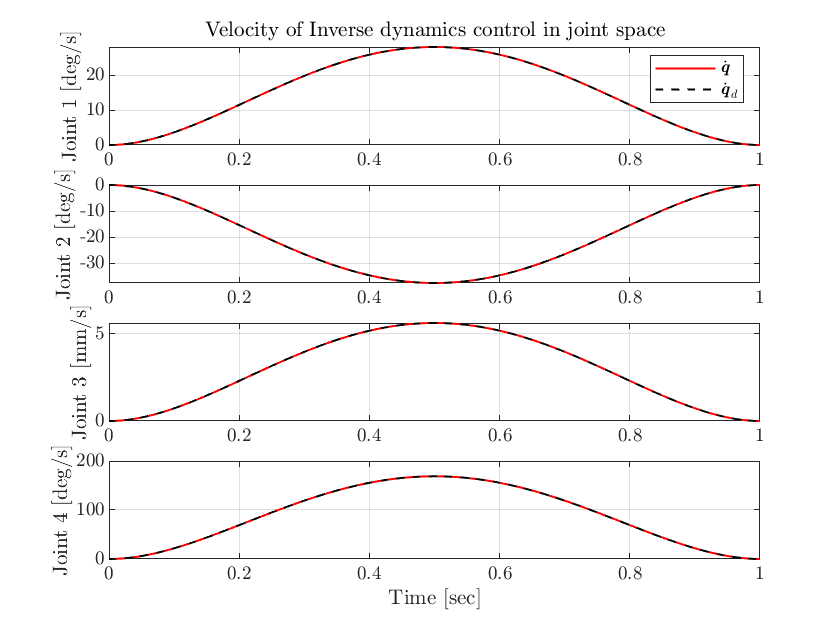 Velocity of Inverse dynamics control in joint space
Joint 1 [deg/s]
20
10
0
q̇
q̇_d
0 0.2 0.4 0.6 0.8 1
Joint 2 [deg/s]
0
-10
-20
-30
0 0.2 0.4 0.6 0.8 1
Joint 3 [mm/s]
5
0
0 0.2 0.4 0.6 0.8 1
Joint 4 [deg/s]
200
100
0
0 0.2 0.4 0.6 0.8 1
Time [sec]